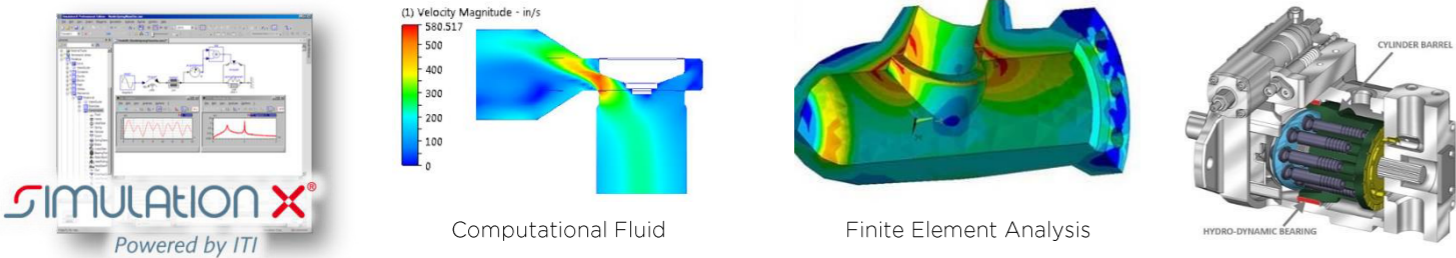 SIMULATION X®
Powered by ITI
(1) Velocity Magnitude - in/s
580.517
500
400
300
200
100
0
Computational Fluid
Finite Element Analysis
CYLINDER BARREL
HYDRO-DYNAMIC BEARING